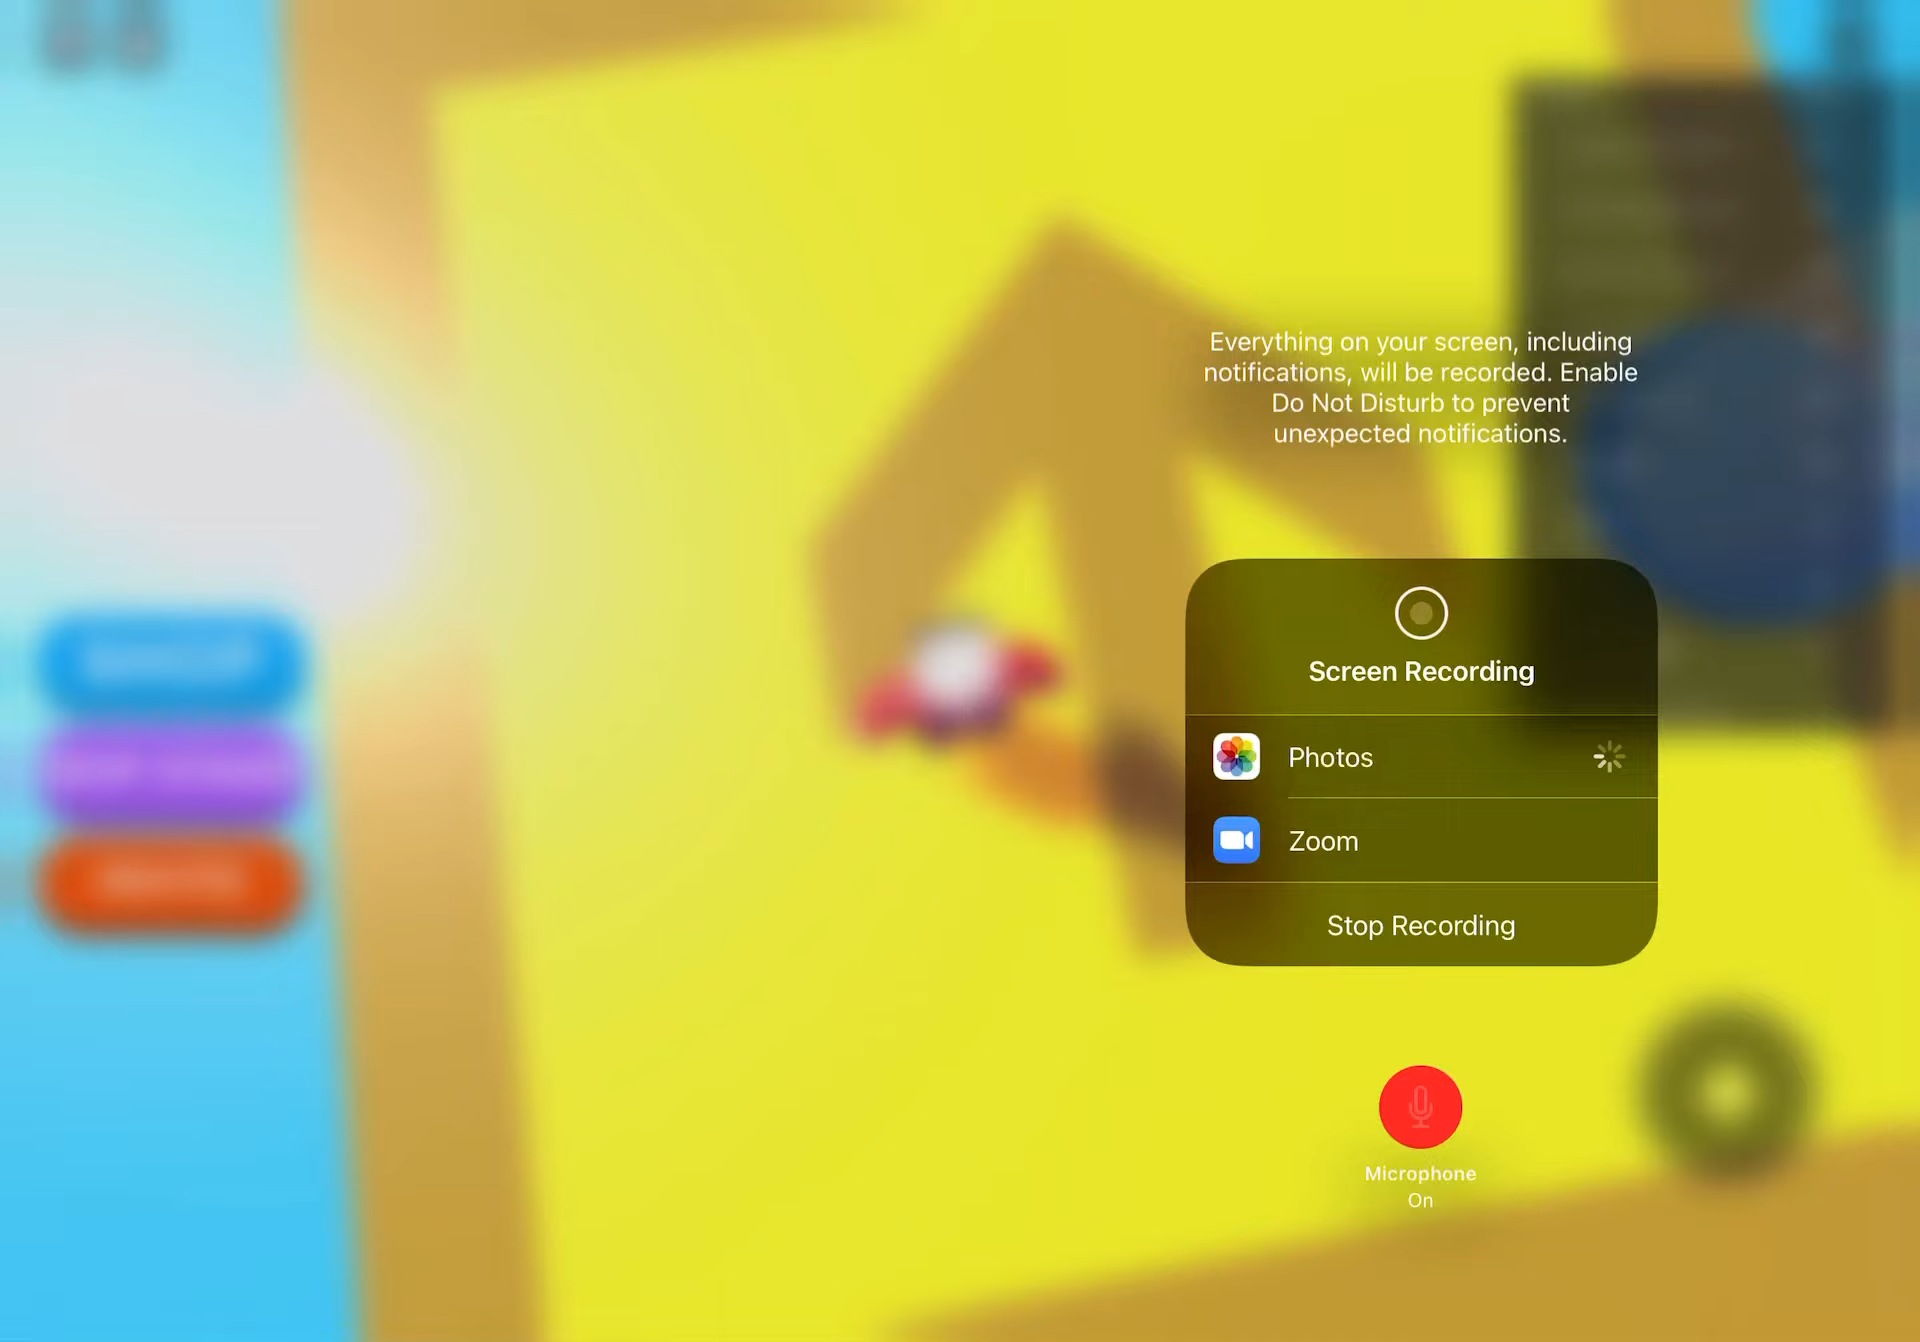 Everything on your screen, including
notifications, will be recorded. Enable
Do Not Disturb to prevent
unexpected notifications.
Screen Recording
Photos
Zoom
Stop Recording
Microphone
On